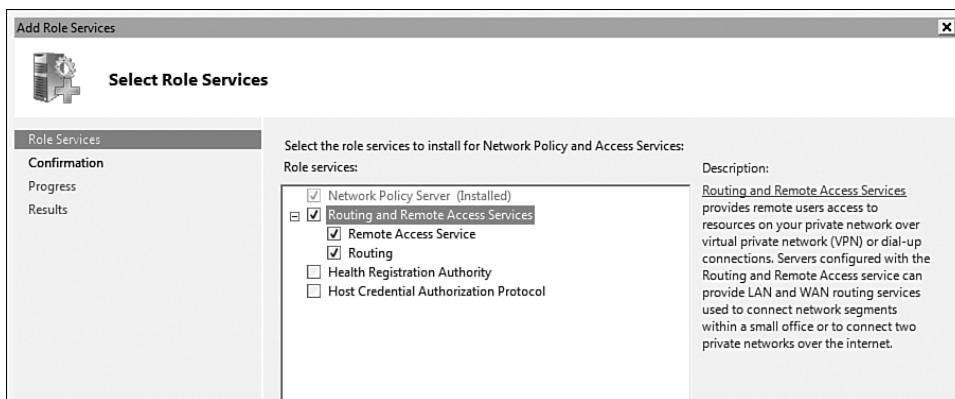 Add Role Services
Select Role Services
Role Services
Confirmation
Progress
Results
Select the role services to install for Network Policy and Access Services:
Role services:
Network Policy Server (Installed)
Routing and Remote Access Services
Remote Access Service
Routing
Health Registration Authority
Host Credential Authorization Protocol
Description:
Routing and Remote Access Services
provides remote users access to
resources on your private network over
virtual private network (VPN) or dial-up
connections. Servers configured with the
Routing and Remote Access service can
provide LAN and WAN routing services
used to connect network segments
within a small office or to connect two
private networks over the internet.